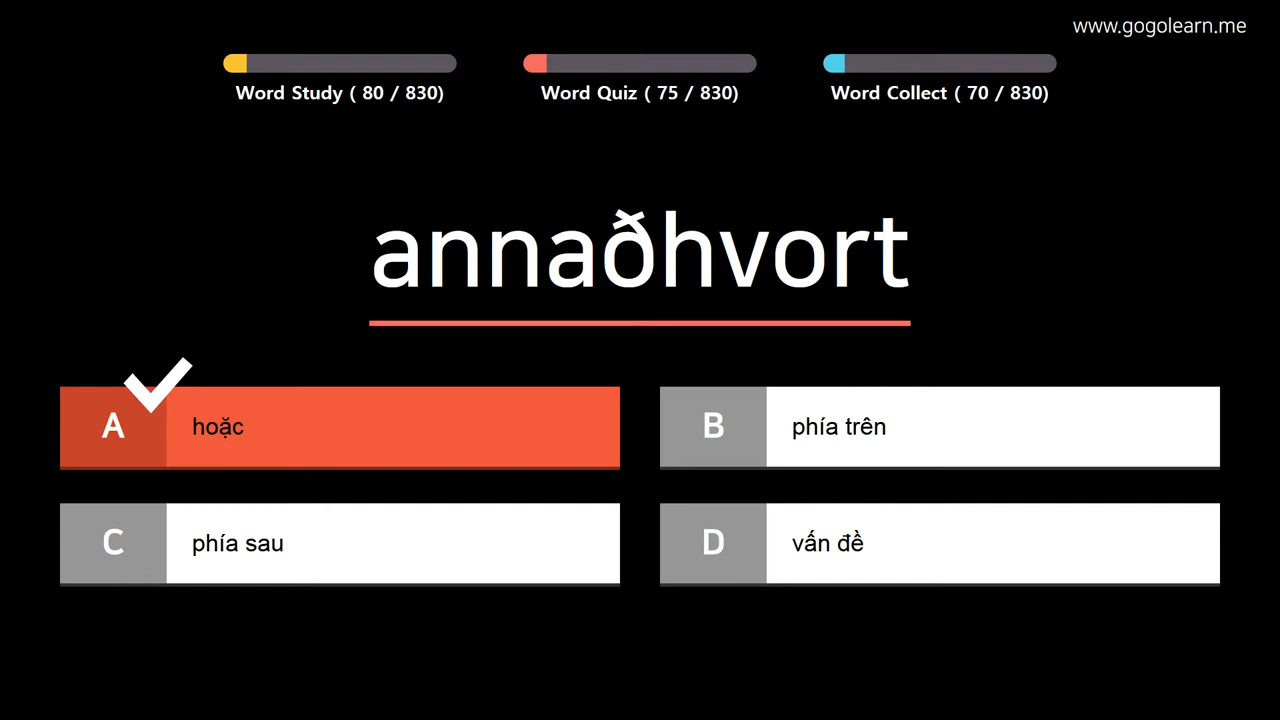 www.gogolearn.me
Word Study ( 80 / 830)
Word Quiz ( 75 / 830)
Word Collect ( 70 / 830)
annaðhvort
A hoặc
B phía trên
C phía sau
D vấn đề